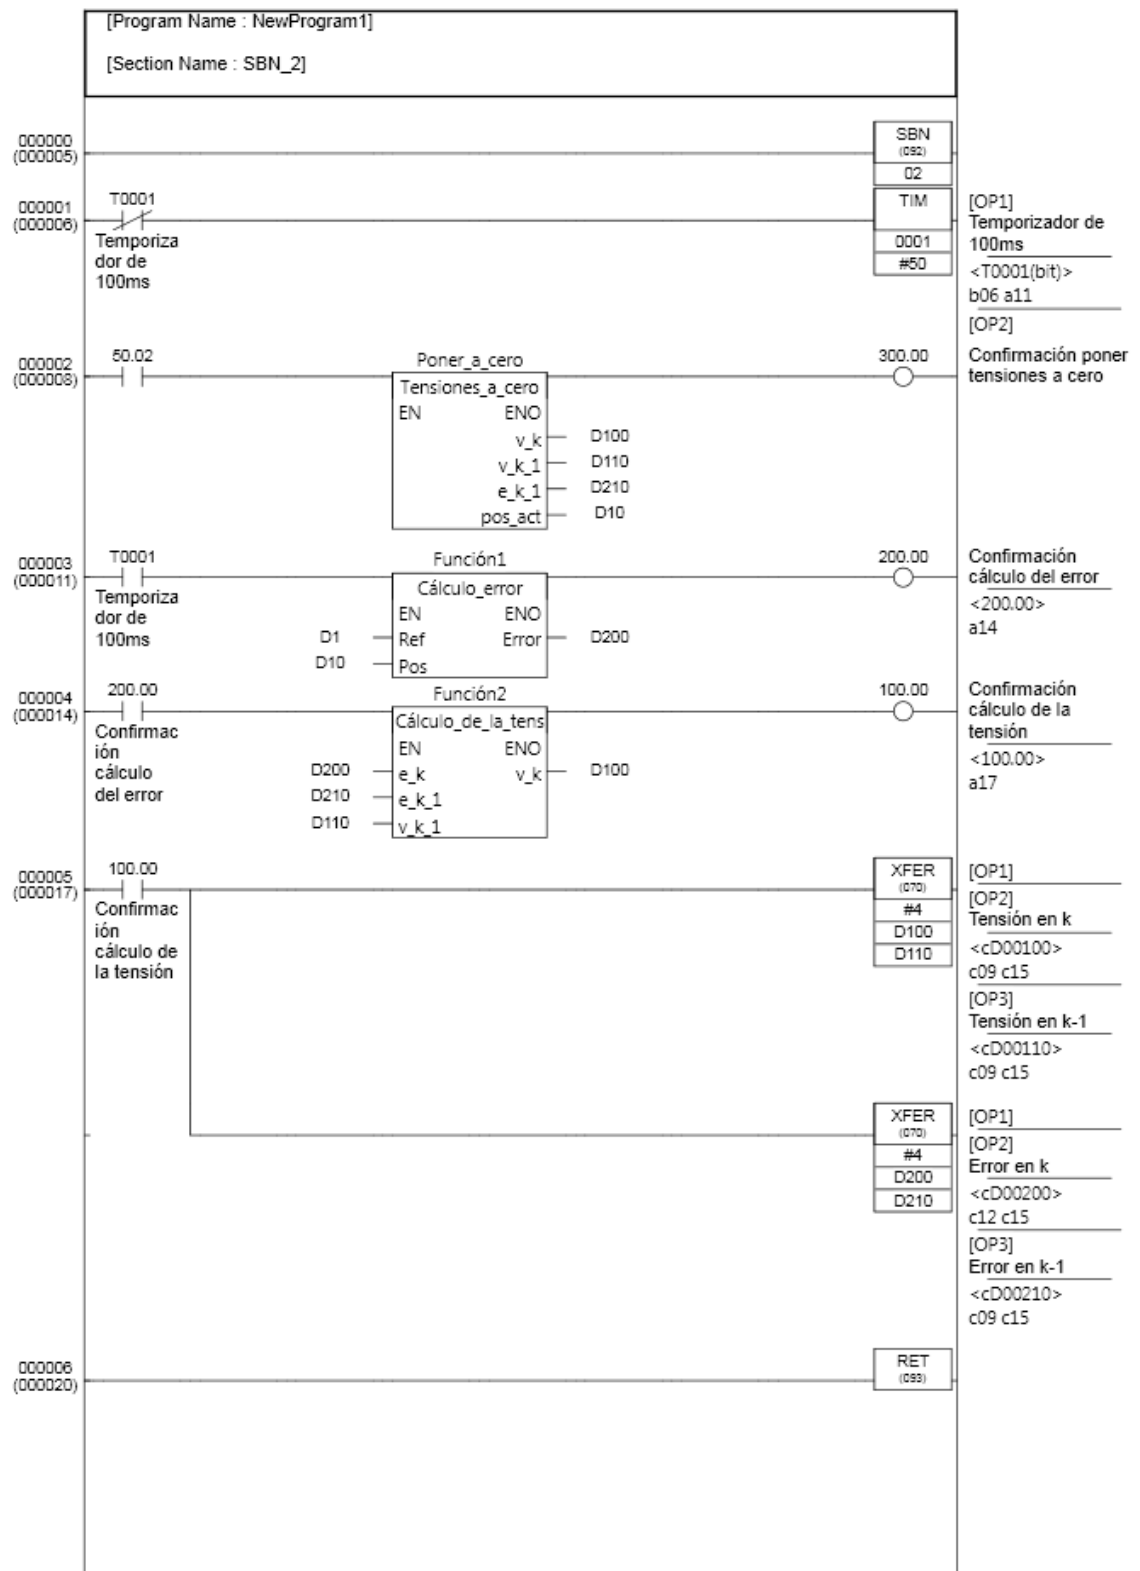 [Program Name : NewProgram1]
[Section Name : SBN_2]
000000
(000005)
SBN
(092)
02
000001
(000006)
T0001
Temporiza
dor de
100ms
TIM
0001
#50
[OP1]
Temporizador de
100ms
<T0001(bit)>
b06 a11
[OP2]
000002
(000008)
50.02
Poner_a_cero
Tensiones_a_cero
EN ENO
v_k D100
v_k_1 D110
e_k_1 D210
pos_act D10
300.00
Confirmación poner
tensiones a cero
000003
(000011)
T0001
Temporiza
dor de
100ms
Función1
Cálculo_error
EN ENO
D1 Ref Error D200
D10 Pos
200.00
Confirmación
cálculo del error
<200.00>
a14
000004
(000014)
200.00
Confirmac
ión
cálculo
del error
Función2
Cálculo_de_la_tens
EN ENO
D200 e_k v_k D100
D210 e_k_1
D110 v_k_1
100.00
Confirmación
cálculo de la
tensión
<100.00>
a17
000005
(000017)
100.00
Confirmac
ión
cálculo de
la tensión
XFER
(070)
#4
D100
D110
[OP1]
[OP2]
Tensión en k
<cD00100>
c09 c15
[OP3]
Tensión en k-1
<cD00110>
c09 c15
XFER
(070)
#4
D200
D210
[OP1]
[OP2]
Error en k
<cD00200>
c12 c15
[OP3]
Error en k-1
<cD00210>
c09 c15
000006
(000020)
RET
(093)